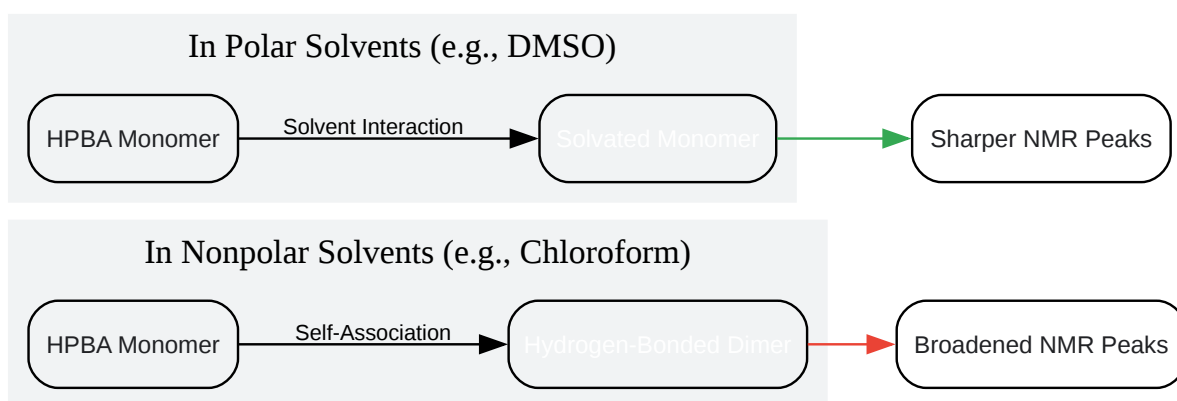 In Polar Solvents (e.g., DMSO)
HPBA Monomer
Solvent Interaction
Solvated Monomer
Sharper NMR Peaks
In Nonpolar Solvents (e.g., Chloroform)
HPBA Monomer
Self-Association
Hydrogen-Bonded Dimer
Broadened NMR Peaks